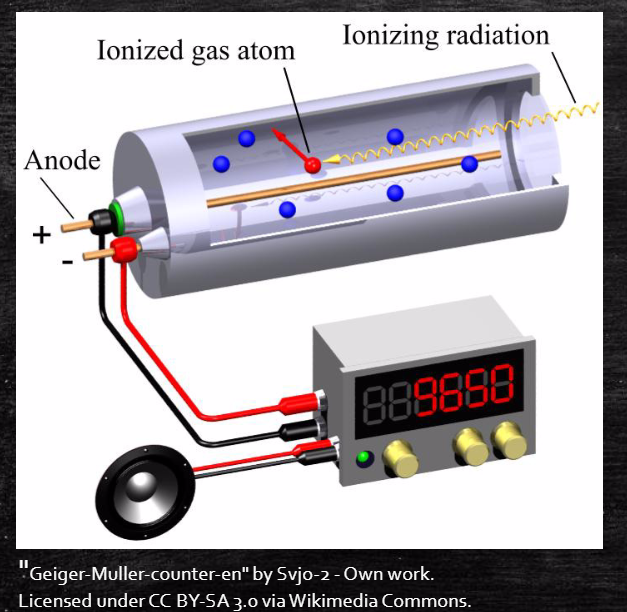 Ionizing radiation
Ionized gas atom
Anode
+
-
9650
"Geiger-Muller-counter-en" by Svjo-2 - Own work.
Licensed under CC BY-SA 3.0 via Wikimedia Commons.